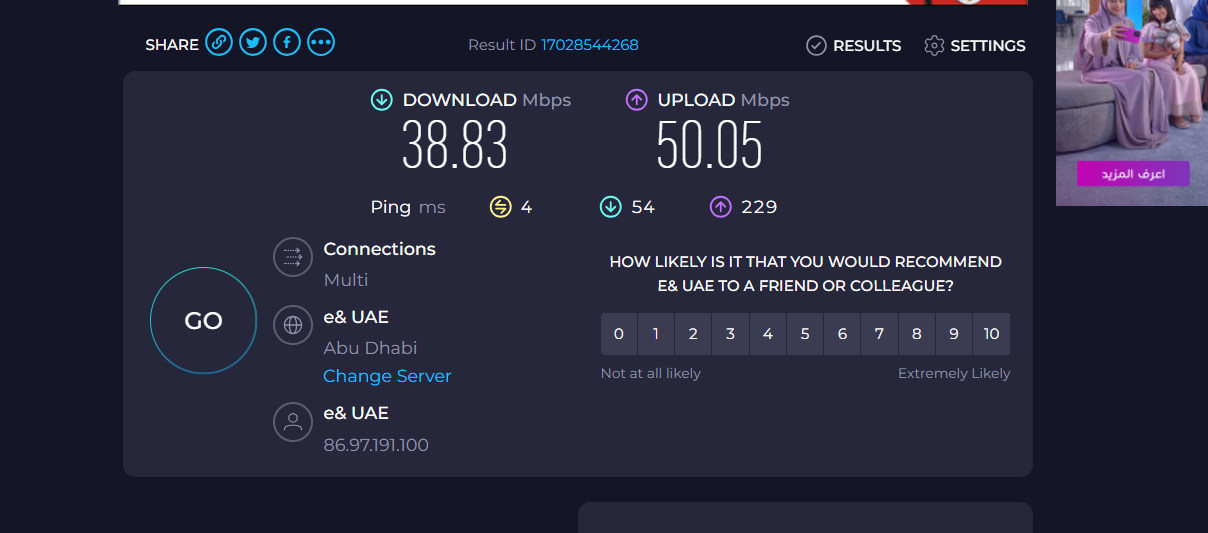 SHARE
Result ID 17028544268
RESULTS
SETTINGS
DOWNLOAD Mbps
UPLOAD Mbps
38.83
50.05
Ping ms
4
54
229
Connections
Multi
GO
e& UAE
Abu Dhabi
Change Server
e& UAE
86.97.191.100
HOW LIKELY IS IT THAT YOU WOULD RECOMMEND
E& UAE TO A FRIEND OR COLLEAGUE?
0 1 2 3 4 5 6 7 8 9 10
Not at all likely
Extremely Likely
اعرف المزيد